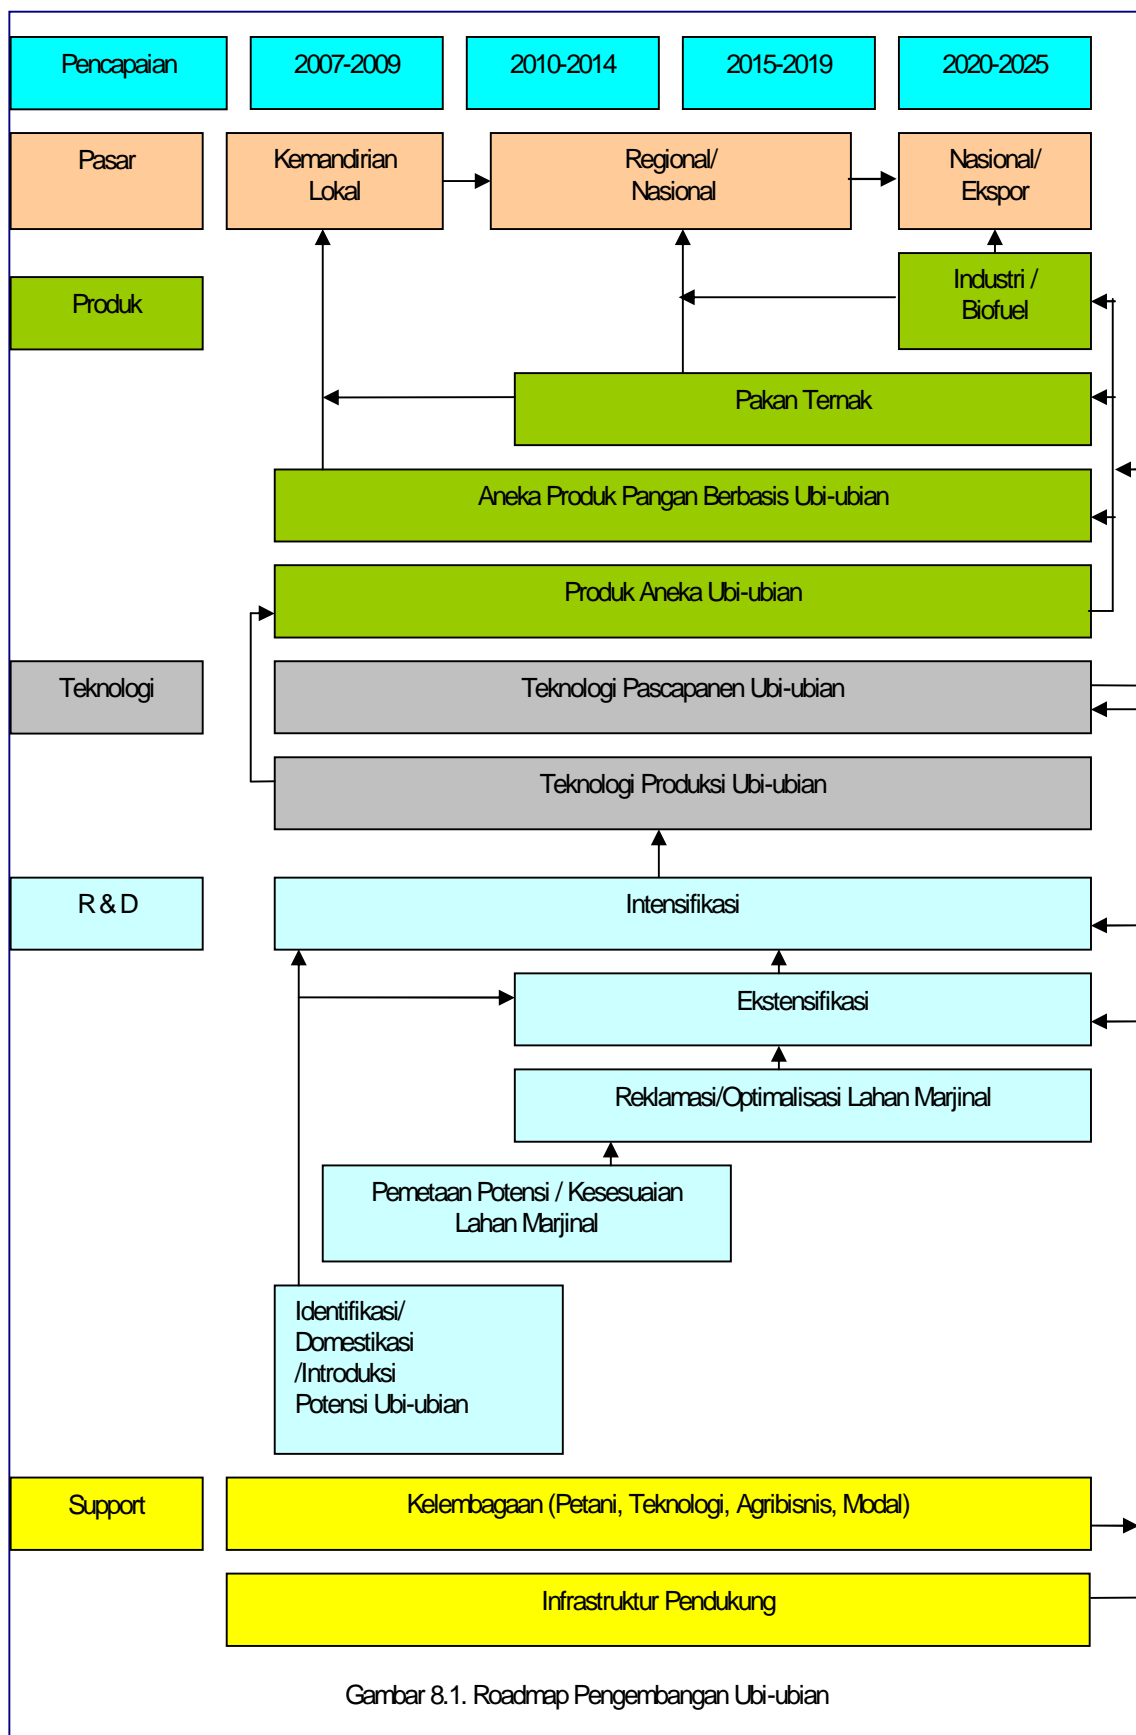 Pencapaian
2007-2009
2010-2014
2015-2019
2020-2025
Pasar
Kemandirian
Lokal
Regional/
Nasional
Nasional/
Ekspor
Produk
Industri /
Biofuel
Pakan Ternak
Aneka Produk Pangan Berbasis Ubi-ubian
Produk Aneka Ubi-ubian
Teknologi
Teknologi Pascapanen Ubi-ubian
Teknologi Produksi Ubi-ubian
R & D
Intensifikasi
Ekstensifikasi
Reklamasi/Optimalisasi Lahan Marjinal
Pemetaan Potensi / Kesesuaian
Lahan Marjinal
Identifikasi/
Domestikasi
/Introduksi
Potensi Ubi-ubian
Support
Kelembagaan (Petani, Teknologi, Agribisnis, Modal)
Infrastruktur Pendukung
Gambar 8.1. Roadmap Pengembangan Ubi-ubian